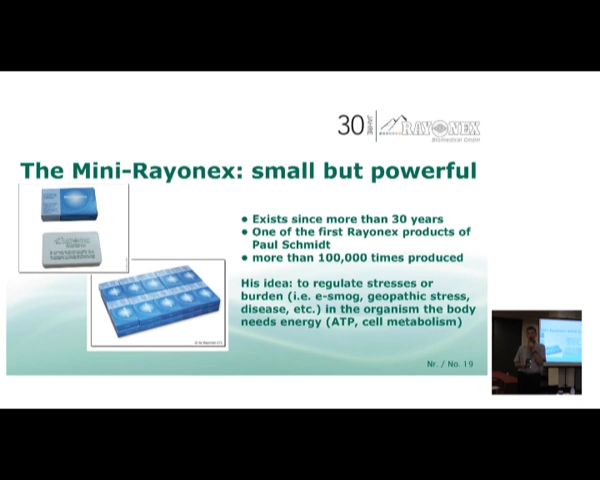 30
RAYONEX
Biomedical GmbH
The Mini-Rayonex: small but powerful
• Exists since more than 30 years
• One of the first Rayonex products of
Paul Schmidt
• more than 100,000 times produced
His idea: to regulate stresses or
burden (i.e. e-smog, geopathic stress,
disease, etc.) in the organism the body
needs energy (ATP, cell metabolism)
Nr. / No. 19